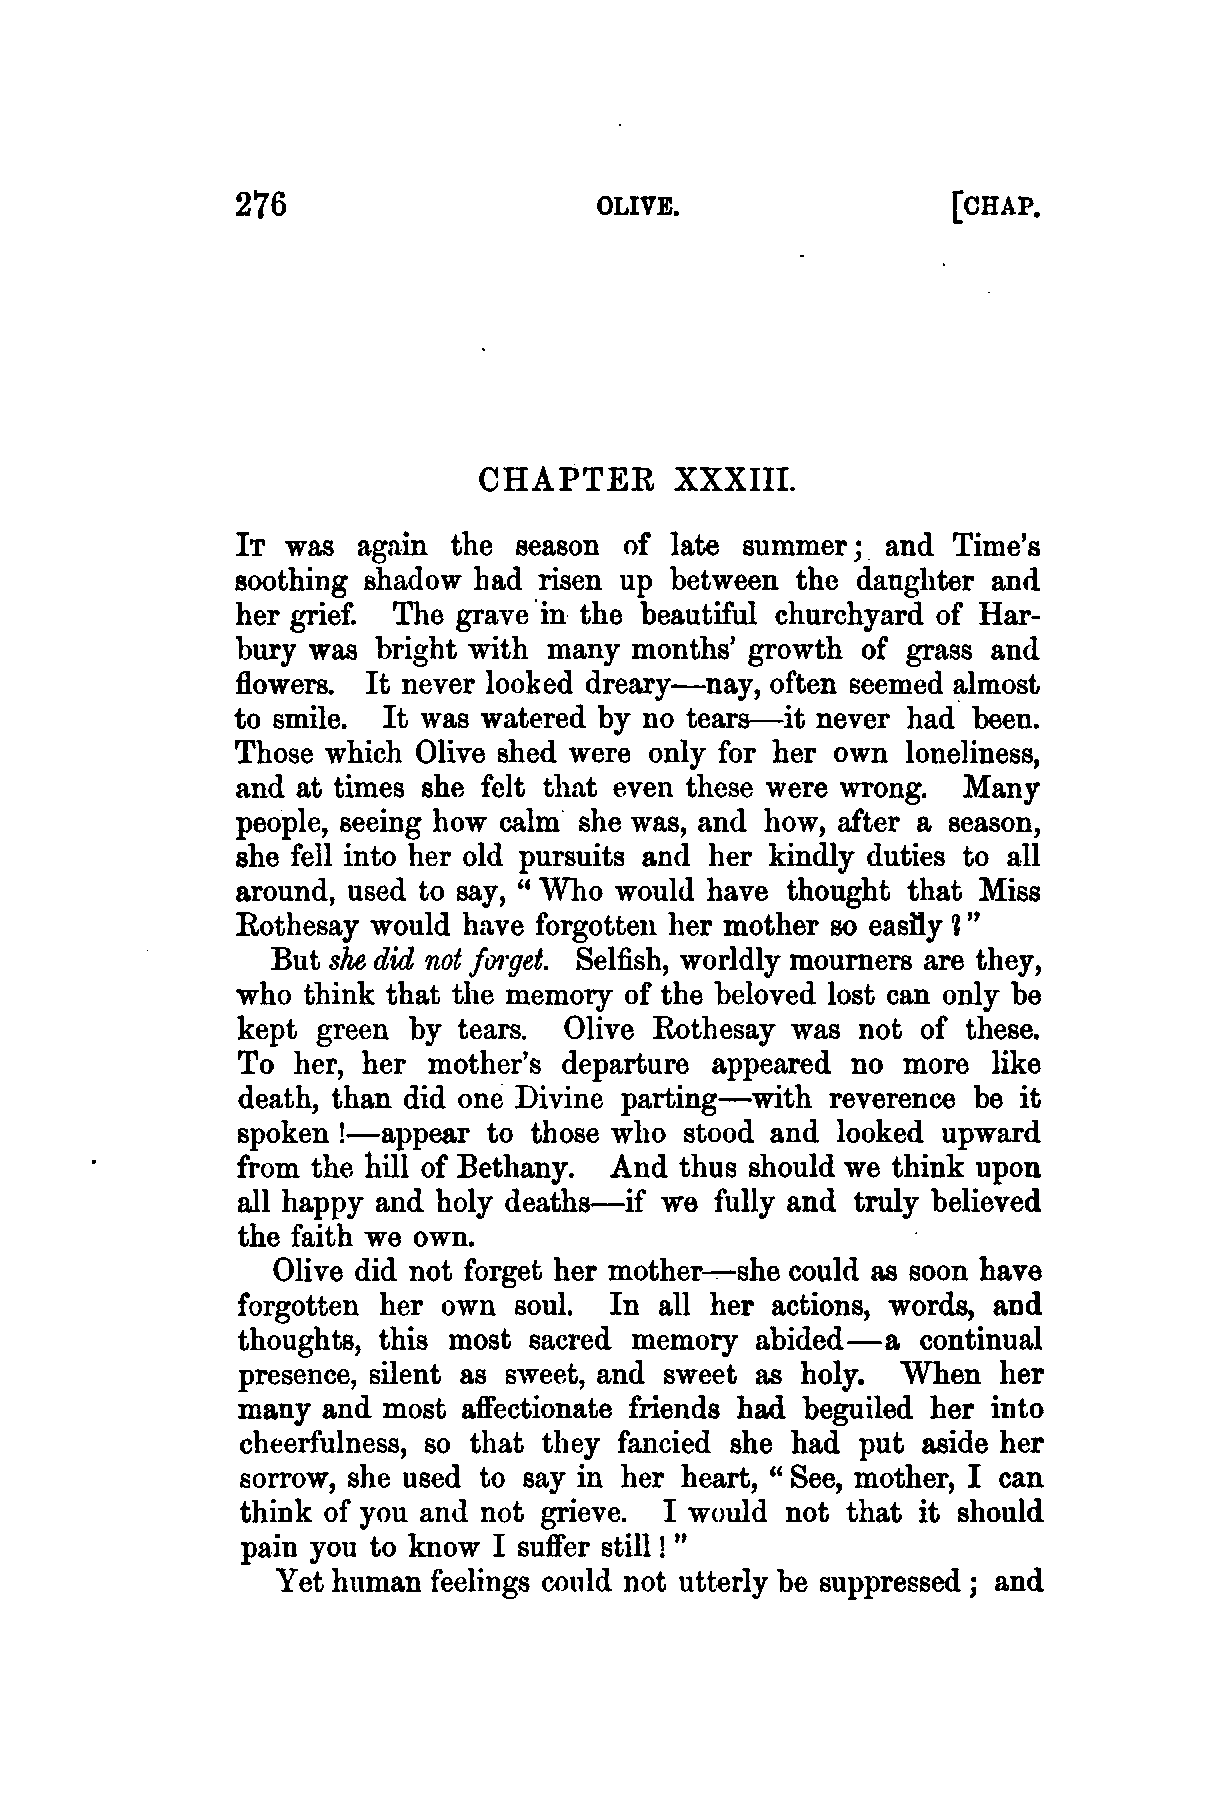 276 OLIVE. [CHAP.
CHAPTER XXXIII.
IT was again the season of late summer; and Time's
soothing shadow had risen up between the daughter and
her grief. The grave in the beautiful churchyard of Har-
bury was bright with many months' growth of grass and
flowers. It never looked dreary—nay, often seemed almost
to smile. It was watered by no tears—it never had been.
Those which Olive shed were only for her own loneliness,
and at times she felt that even these were wrong. Many
people, seeing how calm she was, and how, after a season,
she fell into her old pursuits and her kindly duties to all
around, used to say, "Who would have thought that Miss
Rothesay would have forgotten her mother so easily?"
But she did not forget. Selfish, worldly mourners are they,
who think that the memory of the beloved lost can only be
kept green by tears. Olive Rothesay was not of these.
To her, her mother's departure appeared no more like
death, than did one Divine parting—with reverence be it
spoken!—appear to those who stood and looked upward
from the hill of Bethany. And thus should we think upon
all happy and holy deaths—if we fully and truly believed
the faith we own.
Olive did not forget her mother—she could as soon have
forgotten her own soul. In all her actions, words, and
thoughts, this most sacred memory abided—a continual
presence, silent as sweet, and sweet as holy. When her
many and most affectionate friends had beguiled her into
cheerfulness, so that they fancied she had put aside her
sorrow, she used to say in her heart, "See, mother, I can
think of you and not grieve. I would not that it should
pain you to know I suffer still!"
Yet human feelings could not utterly be suppressed; and